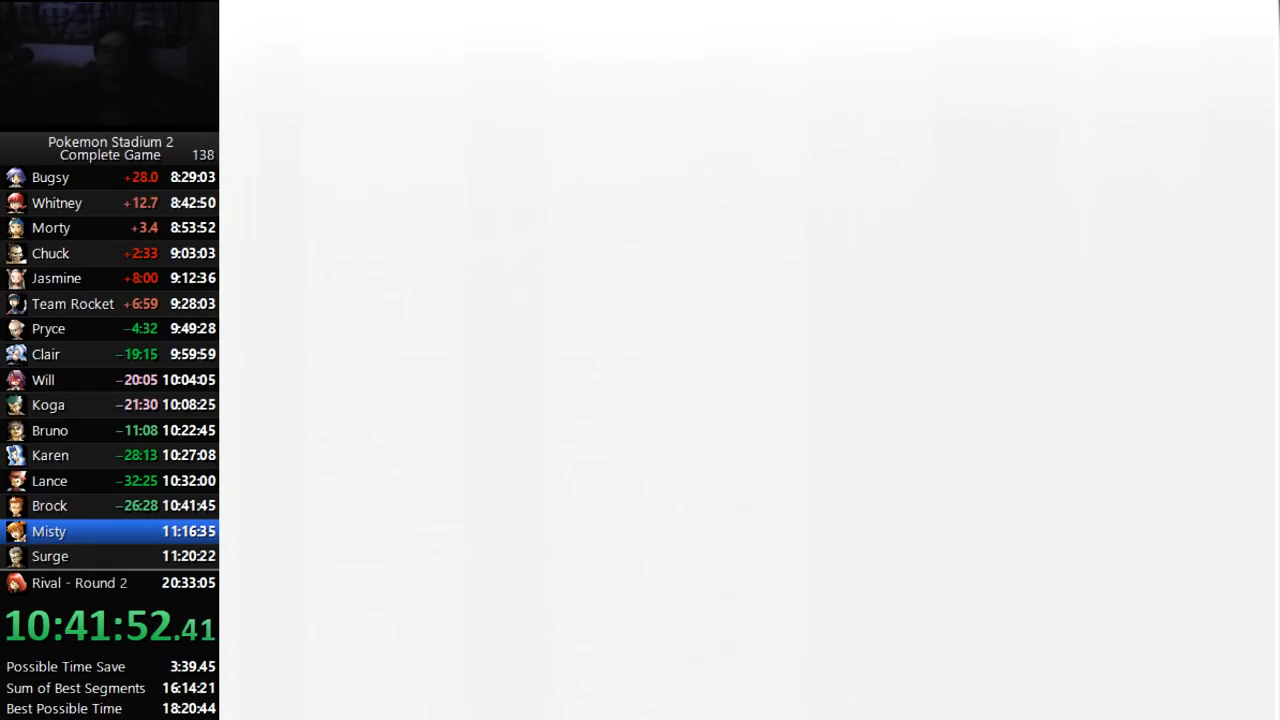 Pokemon Stadium 2
Complete Game 138
Bugsy +28.0 8:29:03
Whitney +12.7 8:42:50
Morty +3.4 8:53:52
Chuck +2:33 9:03:03
Jasmine +8:00 9:12:36
Team Rocket +6:59 9:28:03
Pryce −4:32 9:49:28
Clair −19:15 9:59:59
Will −20:05 10:04:05
Koga −21:30 10:08:25
Bruno −11:08 10:22:45
Karen −28:13 10:27:08
Lance −32:25 10:32:00
Brock −26:28 10:41:45
Misty 11:16:35
Surge 11:20:22
Rival - Round 2 20:33:05
10:41:52.41
Possible Time Save 3:39.45
Sum of Best Segments 16:14:21
Best Possible Time 18:20:44